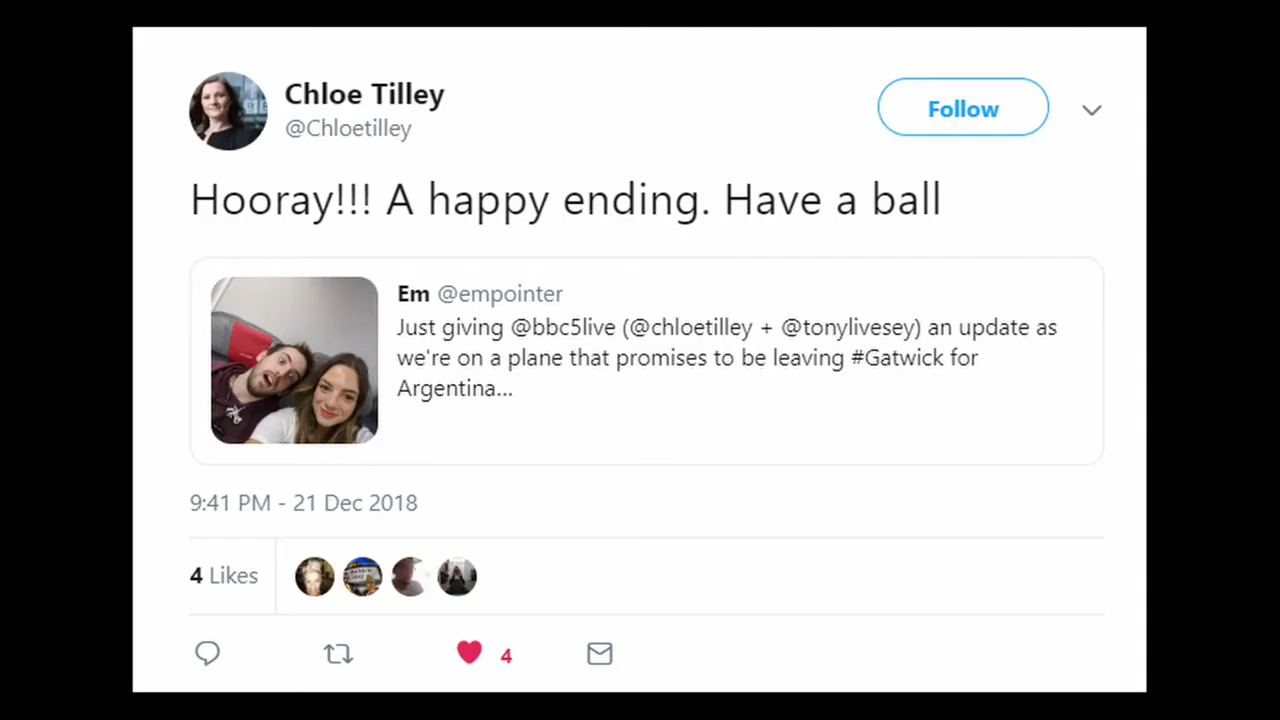 Chloe Tilley
@Chloetilley
Follow
Hooray!!! A happy ending. Have a ball
Em @empointer
Just giving @bbc5live (@chloetilley + @tonylivesey) an update as
we're on a plane that promises to be leaving #Gatwick for
Argentina...
9:41 PM - 21 Dec 2018
4 Likes
4